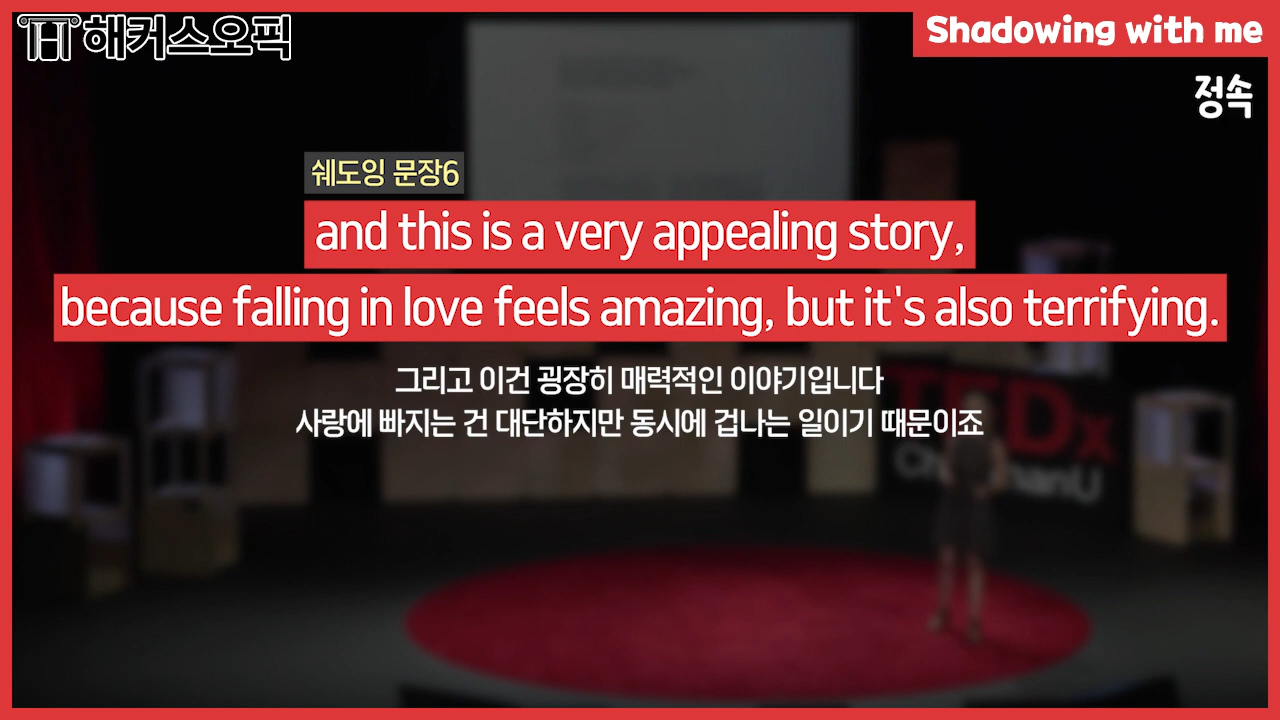 해커스오픽
Shadowing with me
정속
쉐도잉 문장6
and this is a very appealing story,
because falling in love feels amazing, but it's also terrifying.
그리고 이건 굉장히 매력적인 이야기입니다
사랑에 빠지는 건 대단하지만 동시에 겁나는 일이기 때문이죠
TEDx